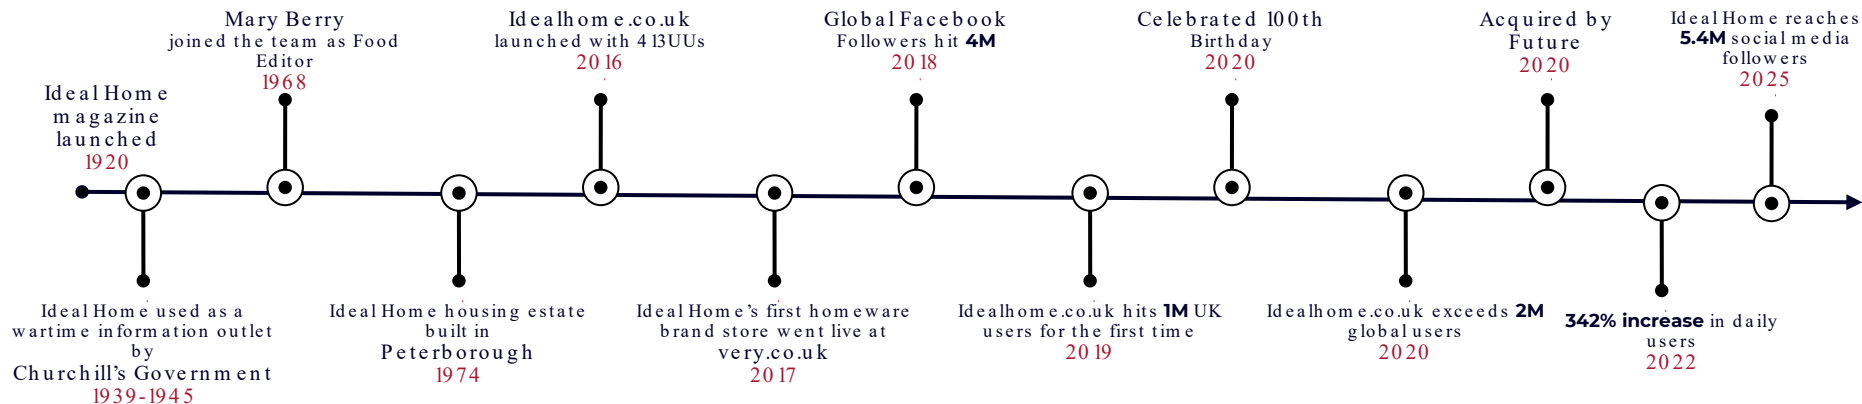 Ideal Home
magazine
launched
1920
Ideal Home used as a
wartime information outlet
by
Churchill's Government
1939-1945
Mary Berry
joined the team as Food
Editor
1968
Ideal Home housing estate
built in
Peterborough
1974
Idealhome.co.uk
launched with 413UUs
2016
Ideal Home's first homeware
brand store went live at
very.co.uk
2017
Global Facebook
Followers hit 4M
2018
Idealhome.co.uk hits 1M UK
users for the first time
2019
Celebrated 100th
Birthday
2020
Idealhome.co.uk exceeds 2M
global users
2020
Acquired by
Future
2020
342% increase in daily
users
2022
Ideal Home reaches
5.4M social media
followers
2025